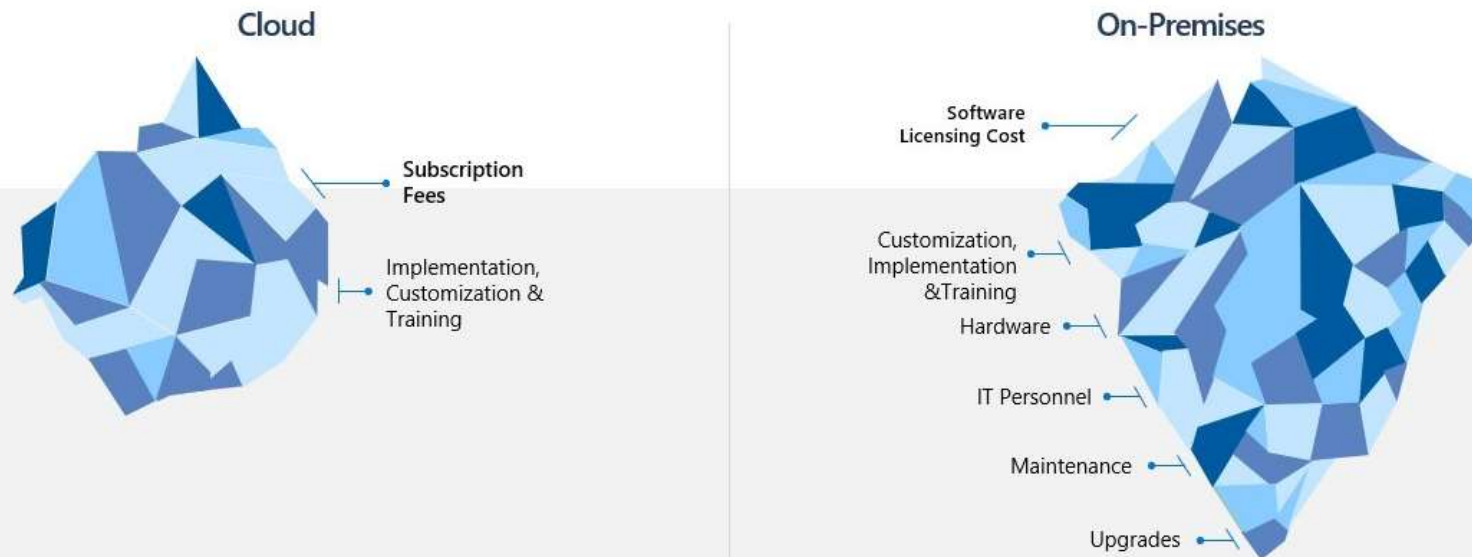 Cloud
Subscription
Fees
Implementation,
Customization &
Training
On-Premises
Software
Licensing Cost
Customization,
Implementation
&Training
Hardware
IT Personnel
Maintenance
Upgrades